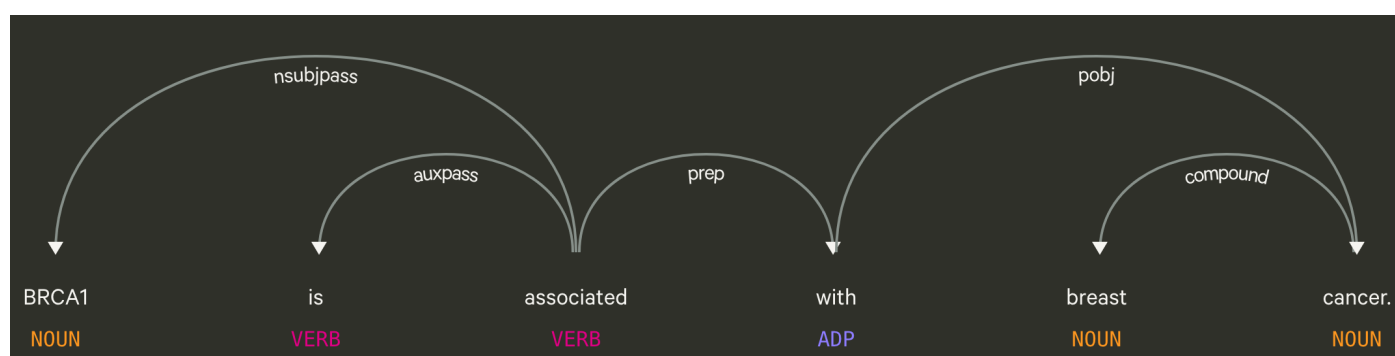 nsubjpass pobj
auxpass prep compound
BRCA1 is associated with breast cancer.
NOUN VERB VERB ADP NOUN NOUN